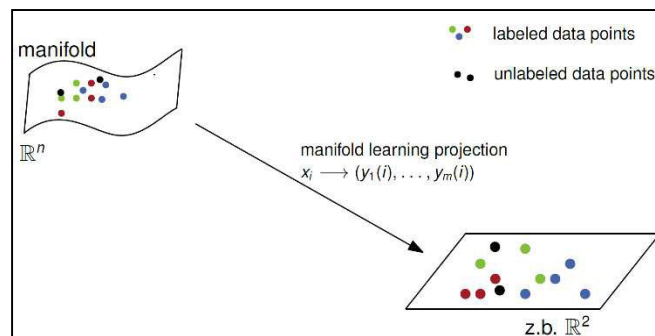 manifold
labeled data points
unlabeled data points
ℝⁿ
manifold learning projection
xᵢ ⟶ (y₁(i), . . . , yₘ(i))
z.b. ℝ²